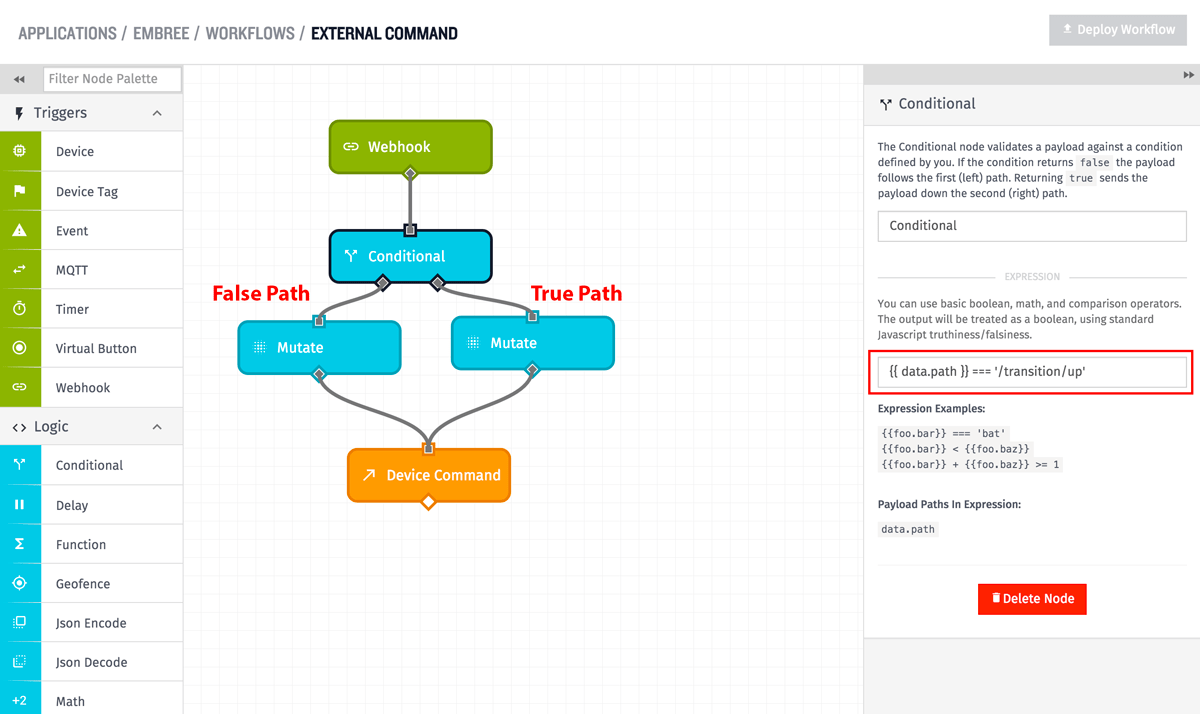 APPLICATIONS / EMBREE / WORKFLOWS / EXTERNAL COMMAND
Deploy Workflow
Filter Node Palette
Triggers
Device
Device Tag
Event
MQTT
Timer
Virtual Button
Webhook
Logic
Conditional
Delay
Function
Geofence
Json Encode
Json Decode
+2 Math
Webhook
Conditional
False Path
True Path
Mutate
Mutate
Device Command
Conditional
The Conditional node validates a payload against a condition
defined by you. If the condition returns false the payload
follows the first (left) path. Returning true sends the
payload down the second (right) path.
Conditional
EXPRESSION
You can use basic boolean, math, and comparison operators.
The output will be treated as a boolean, using standard
Javascript truthiness/falsiness.
{{ data.path }} === '/transition/up'
Expression Examples:
{{foo.bar}} === 'bat'
{{foo.bar}} < {{foo.baz}}
{{foo.bar}} + {{foo.baz}} >= 1
Payload Paths In Expression:
data.path
Delete Node